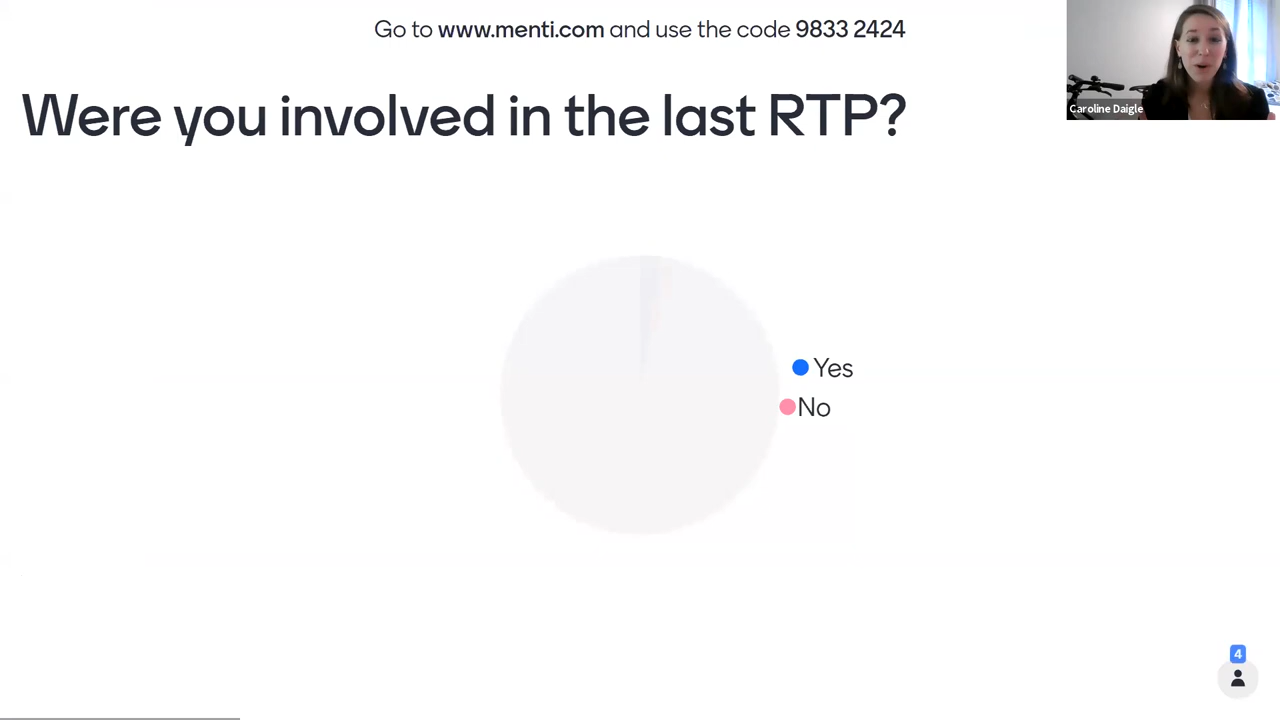 Go to www.menti.com and use the code 9833 2424
Caroline Daigle
Were you involved in the last RTP?
Yes
No
4